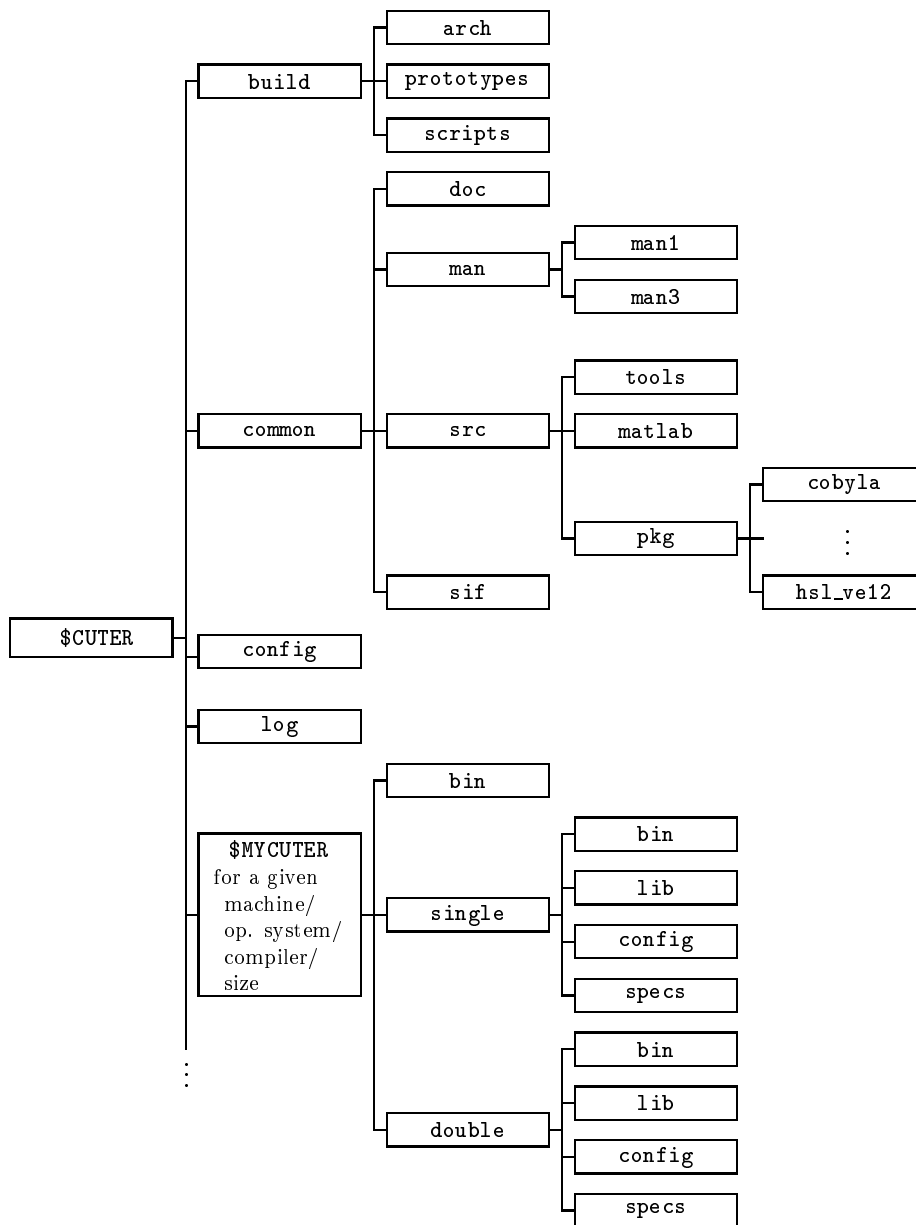 arch
build
prototypes
scripts
doc
man
man1
man3
tools
common
src
matlab
cobyla
pkg
sif
hsl_ve12
$CUTER
config
log
bin
$MYCUTER
for a given
machine/
op. system/
compiler/
size
bin
lib
single
config
specs
bin
lib
double
config
specs